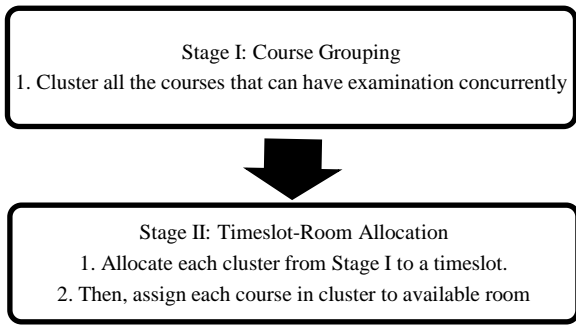 Stage I: Course Grouping
1. Cluster all the courses that can have examination concurrently
Stage II: Timeslot-Room Allocation
1. Allocate each cluster from Stage I to a timeslot.
2. Then, assign each course in cluster to available room